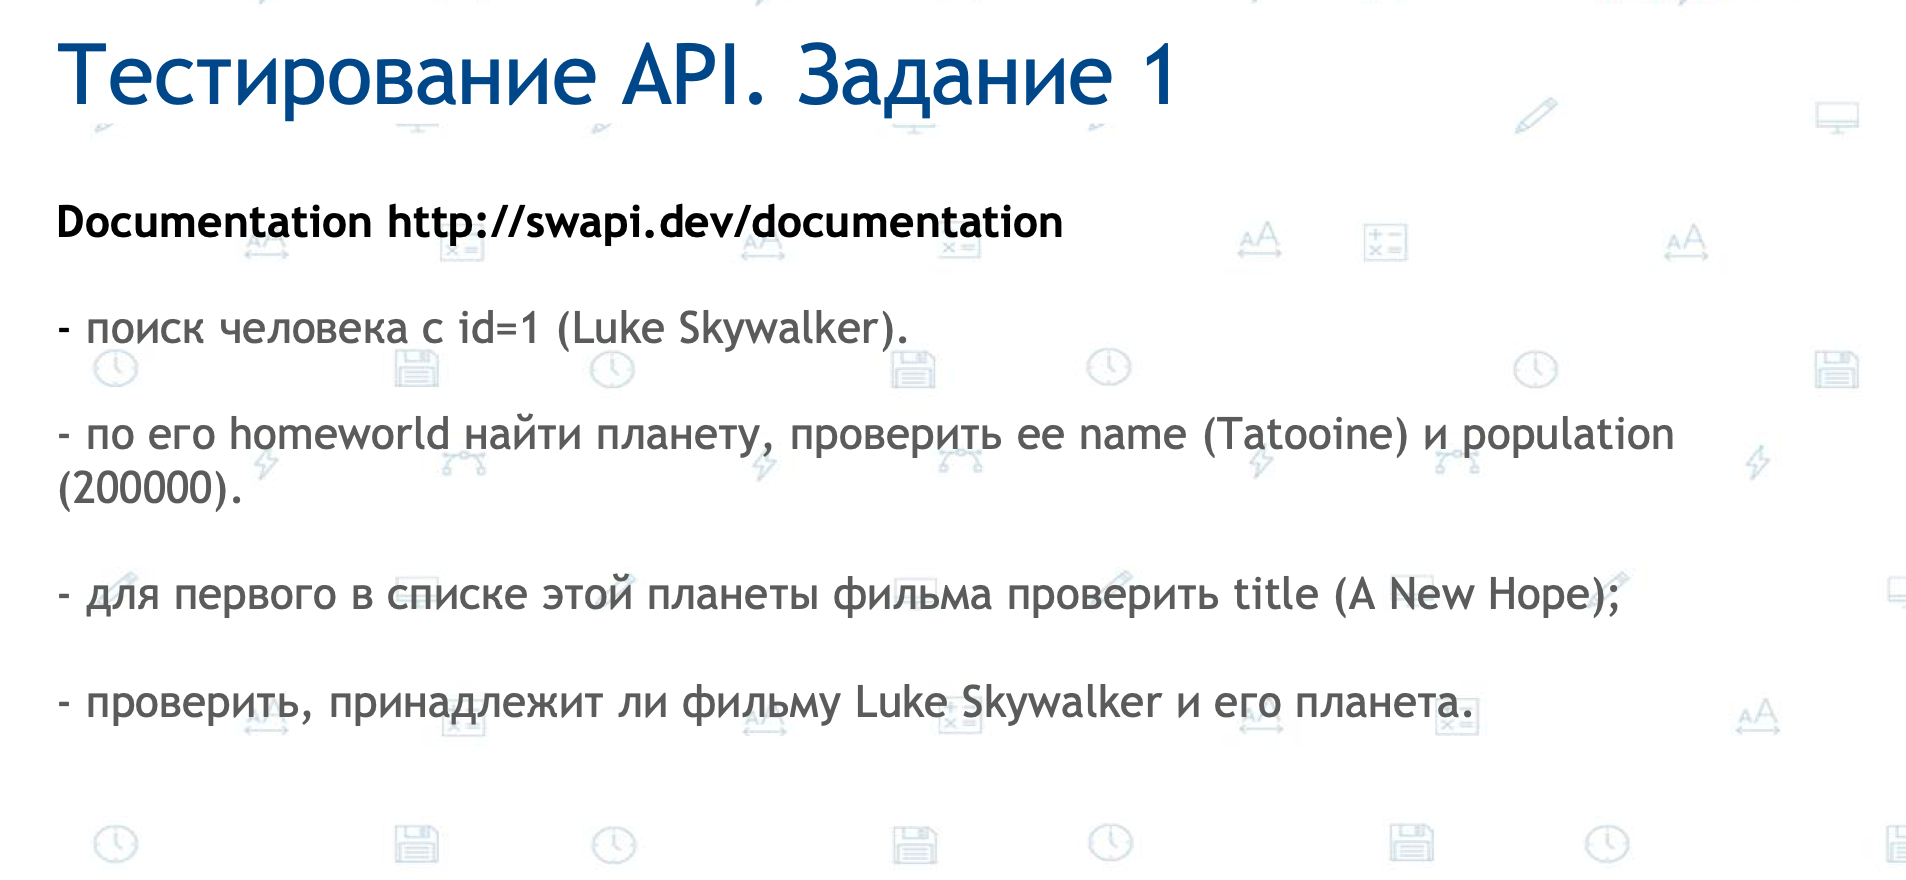 Тестирование API. Задание 1
Documentation http://swapi.dev/documentation
- поиск человека с id=1 (Luke Skywalker).
- по его homeworld найти планету, проверить ее name (Tatooine) и population
(200000).
- для первого в списке этой планеты фильма проверить title (A New Hope);
- проверить, принадлежит ли фильму Luke Skywalker и его планета.